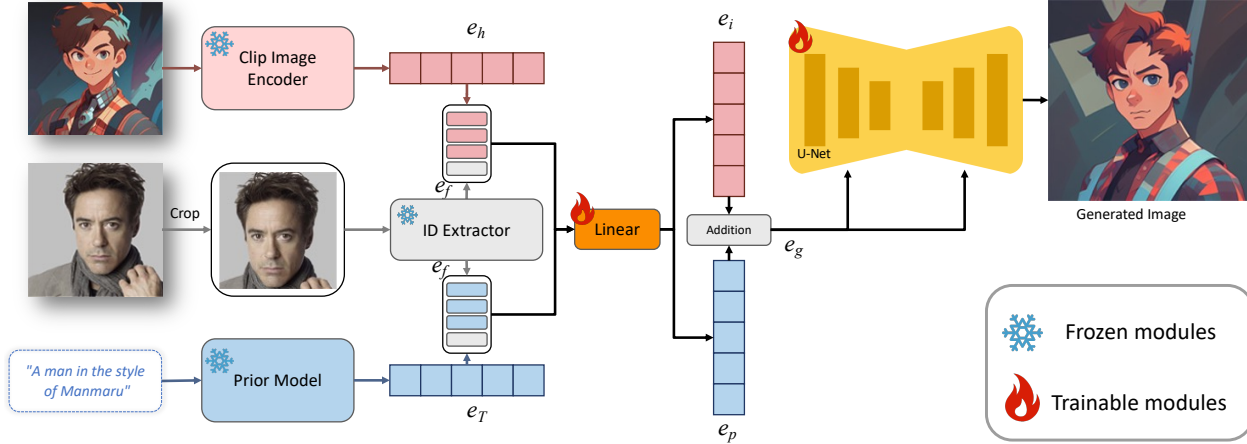 Clip Image
Encoder
e_h
e_i
U-Net
Generated Image
Crop
e_f
ID Extractor
e_f
Linear
Addition
e_g
"A man in the style
of Manmaru"
Prior Model
e_T
e_p
Frozen modules
Trainable modules